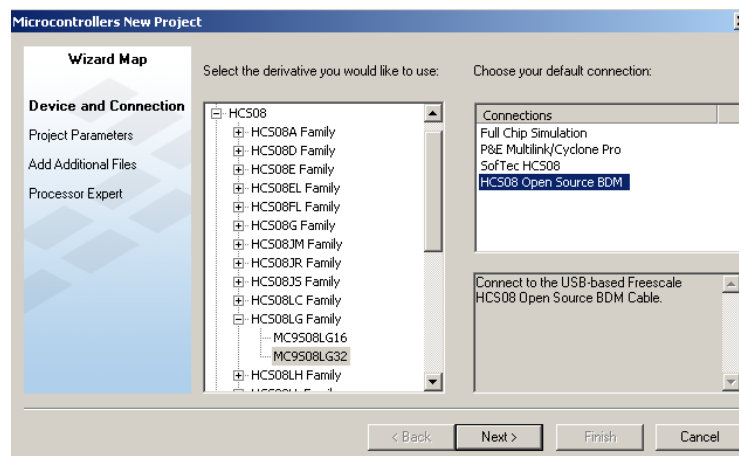 Microcontrollers New Project
Wizard Map
Device and Connection
Project Parameters
Add Additional Files
Processor Expert
Select the derivative you would like to use:
HCS08
HCS08A Family
HCS08D Family
HCS08E Family
HCS08EL Family
HCS08FL Family
HCS08G Family
HCS08JM Family
HCS08JR Family
HCS08JS Family
HCS08LC Family
HCS08LG Family
MC9S08LG16
MC9S08LG32
HCS08LH Family
Choose your default connection:
Connections
Full Chip Simulation
P&E Multilink/Cyclone Pro
SofTec HCS08
HCS08 Open Source BDM
Connect to the USB-based Freescale
HCS08 Open Source BDM Cable.
< Back
Next >
Finish
Cancel